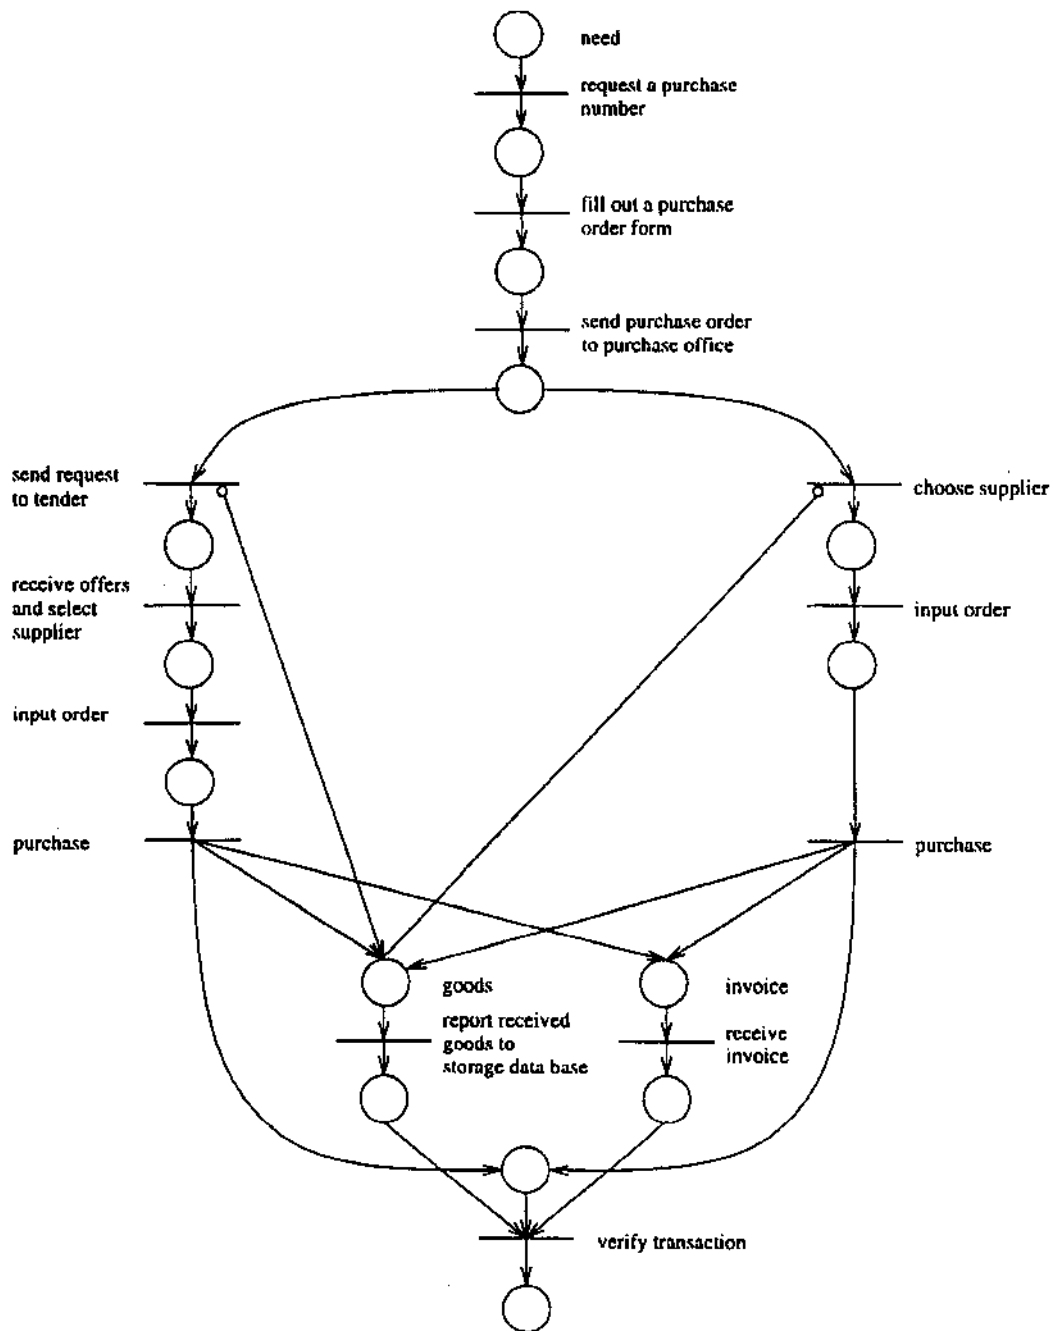 need
request a purchase
number
fill out a purchase
order form
send purchase order
to purchase office
send request
to tender
choose supplier
receive offers
and select
supplier
input order
input order
purchase
purchase
goods
invoice
report received
goods to
storage data base
receive
invoice
verify transaction